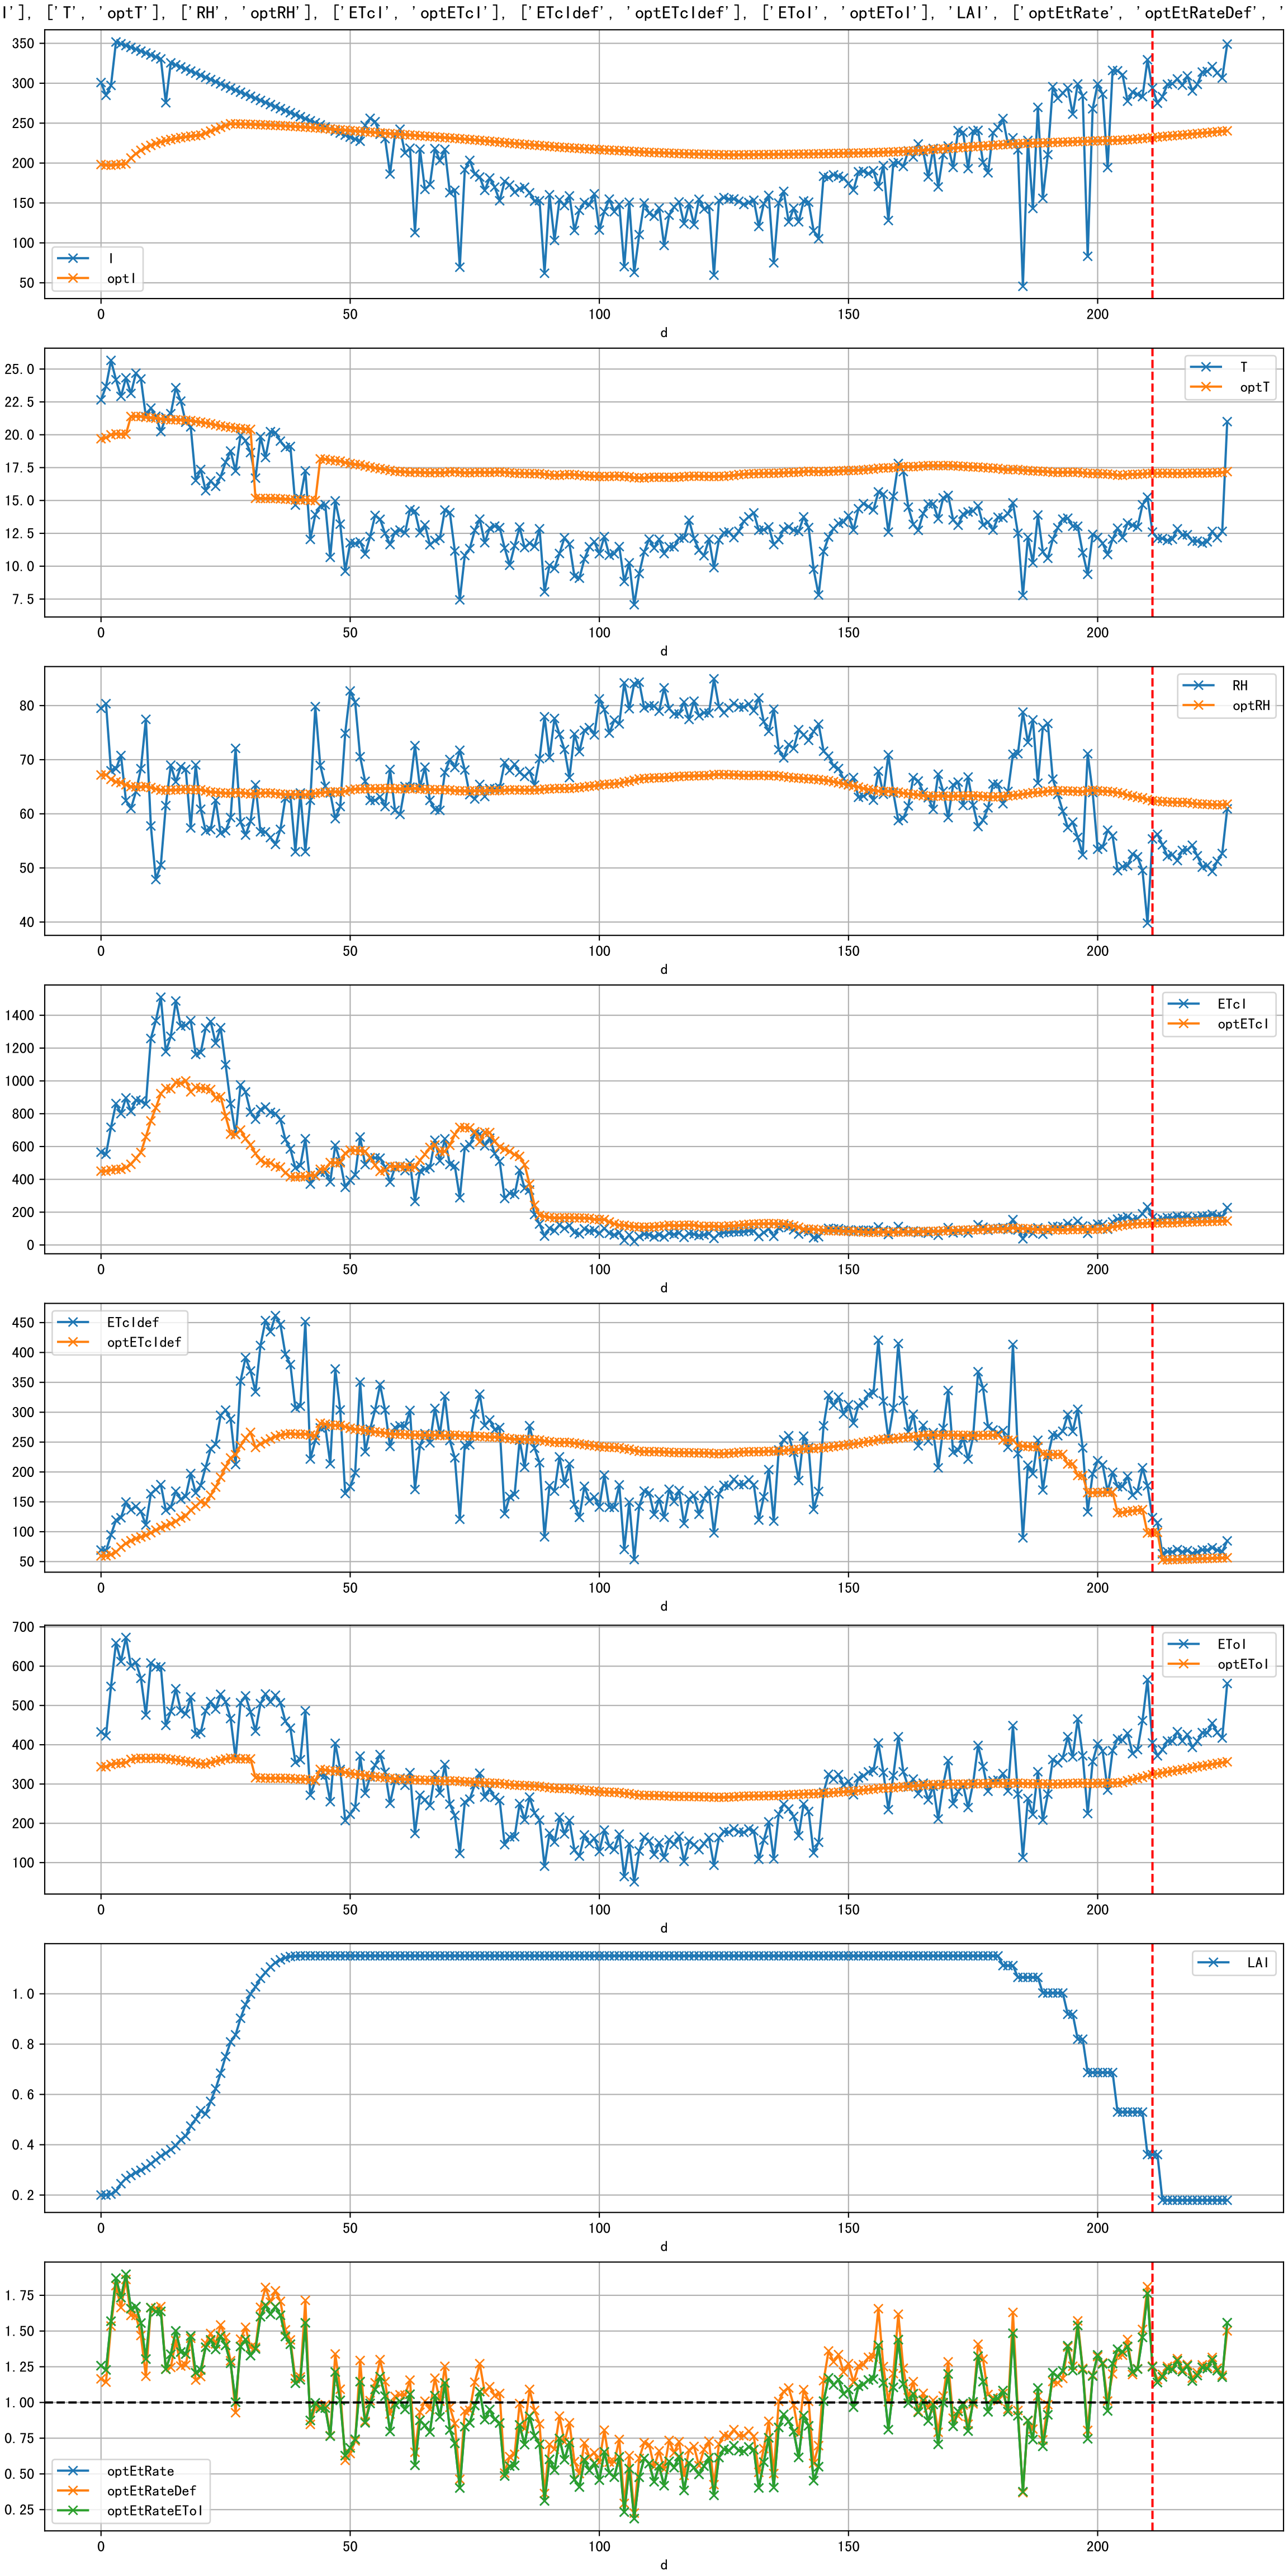 I'], ['T', 'optT'], ['RH', 'optRH'], ['ETcI', 'optETcI'], ['ETcIdef', 'optETcIdef'], ['EToI', 'optEToI'], 'LAI', ['optEtRate', 'optEtRateDef', '
350
300
250
200
150
100
50
I
optI
0 50 100 150 200
d
25.0
22.5
20.0
17.5
15.0
12.5
10.0
7.5
T
optT
0 50 100 150 200
d
80
70
60
50
40
RH
optRH
0 50 100 150 200
d
1400
1200
1000
800
600
400
200
0
ETcI
optETcI
0 50 100 150 200
d
450
400
350
300
250
200
150
100
50
ETcIdef
optETcIdef
0 50 100 150 200
d
700
600
500
400
300
200
100
EToI
optEToI
0 50 100 150 200
d
1.0
0.8
0.6
0.4
0.2
LAI
0 50 100 150 200
d
1.75
1.50
1.25
1.00
0.75
0.50
0.25
optEtRate
optEtRateDef
optEtRateEToI
0 50 100 150 200
d